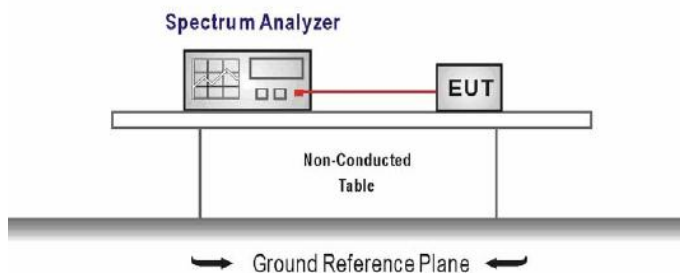 Spectrum Analyzer
EUT
Non-Conducted
Table
Ground Reference Plane